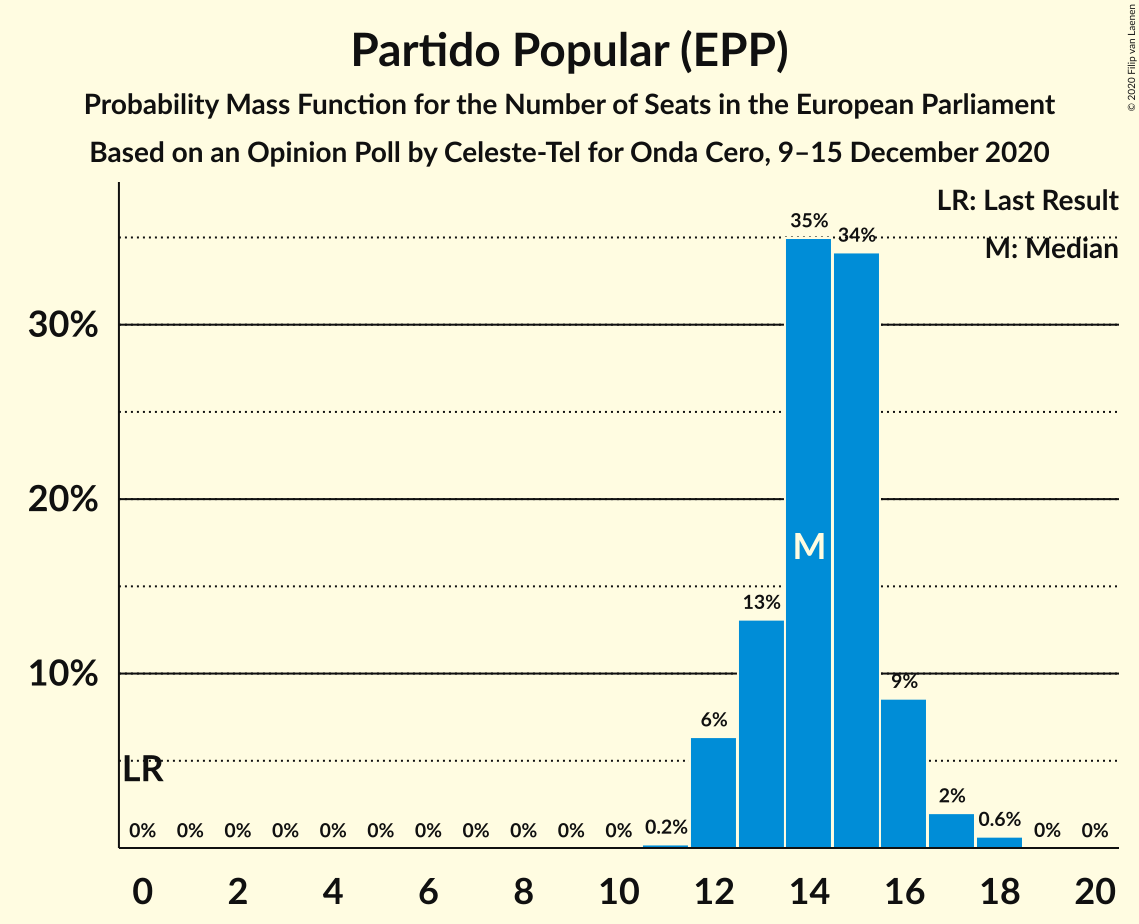 Partido Popular (EPP)
Probability Mass Function for the Number of Seats in the European Parliament
Based on an Opinion Poll by Celeste-Tel for Onda Cero, 9–15 December 2020
© 2020 Filip van Laenen
LR: Last Result
M: Median
35%
34%
30%
20%
M
13%
10%
9%
6%
LR
2%
0% 0% 0% 0% 0% 0% 0% 0% 0% 0% 0% 0.2% 0.6% 0% 0%
0 2 4 6 8 10 12 14 16 18 20